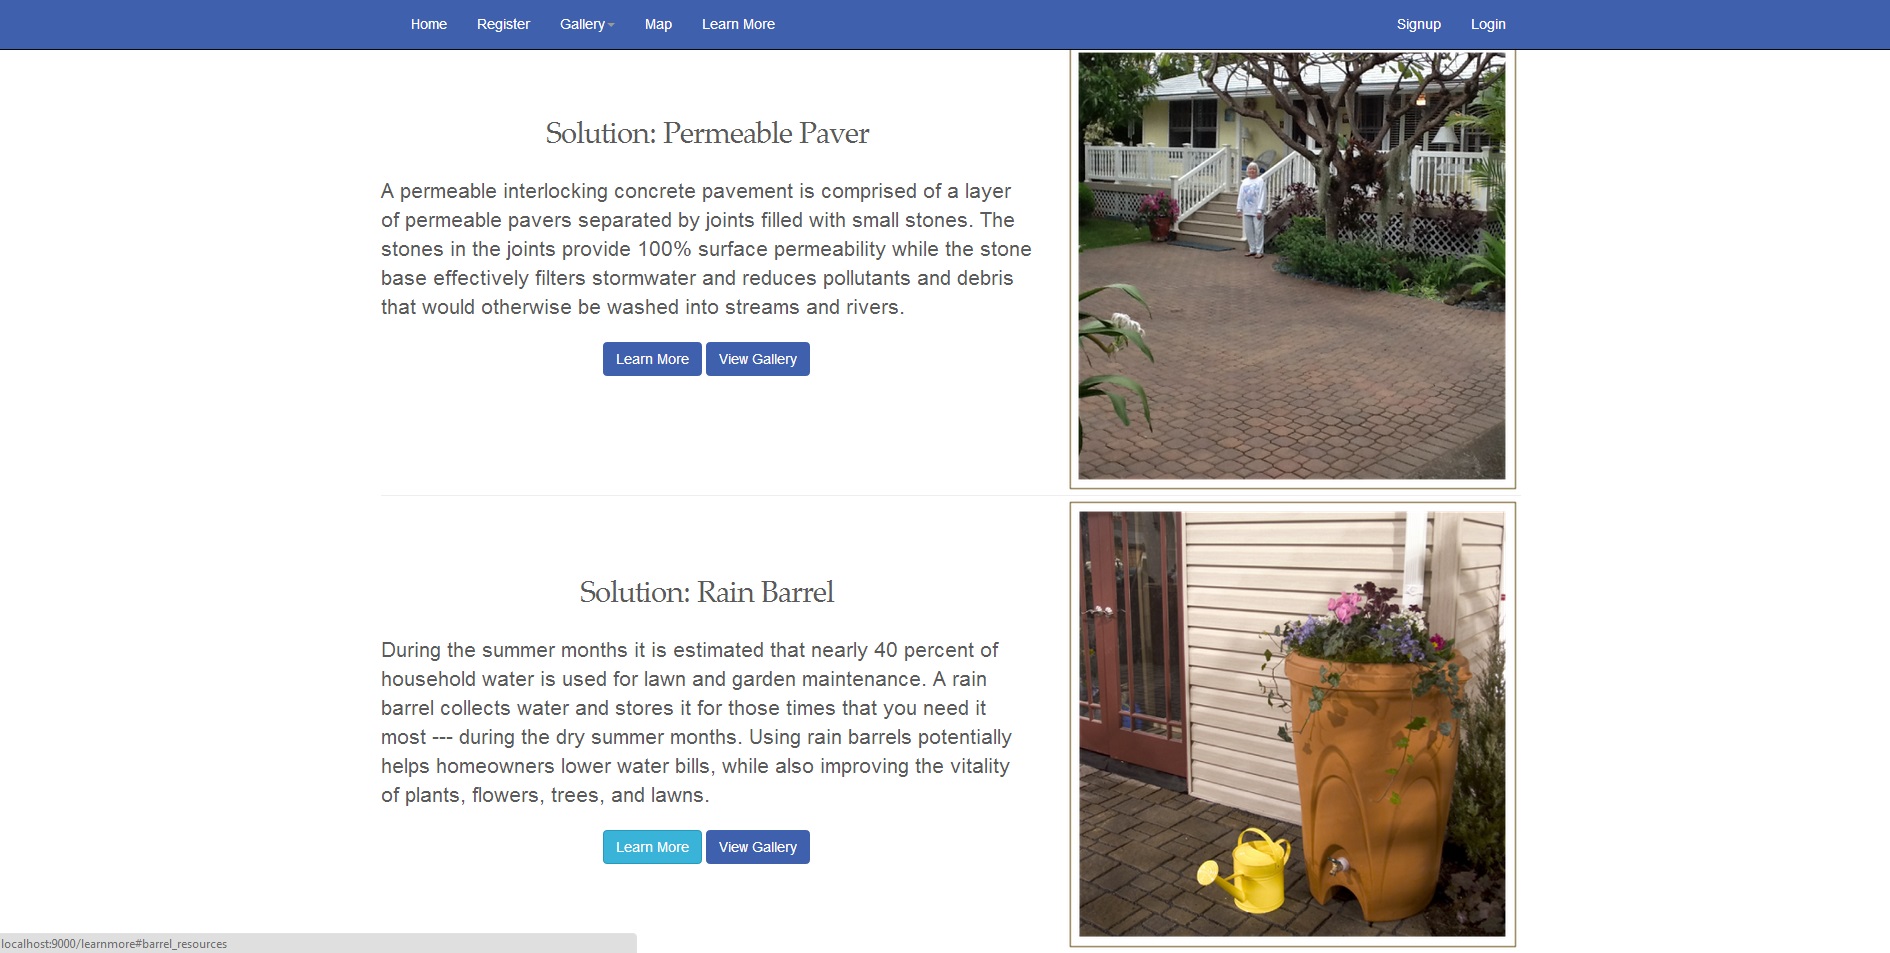 Home Register Gallery Map Learn More Signup Login
Solution: Permeable Paver
A permeable interlocking concrete pavement is comprised of a layer
of permeable pavers separated by joints filled with small stones. The
stones in the joints provide 100% surface permeability while the stone
base effectively filters stormwater and reduces pollutants and debris
that would otherwise be washed into streams and rivers.
Learn More View Gallery
Solution: Rain Barrel
During the summer months it is estimated that nearly 40 percent of
household water is used for lawn and garden maintenance. A rain
barrel collects water and stores it for those times that you need it
most --- during the dry summer months. Using rain barrels potentially
helps homeowners lower water bills, while also improving the vitality
of plants, flowers, trees, and lawns.
Learn More View Gallery
localhost:9000/learnmore#barrel_resources